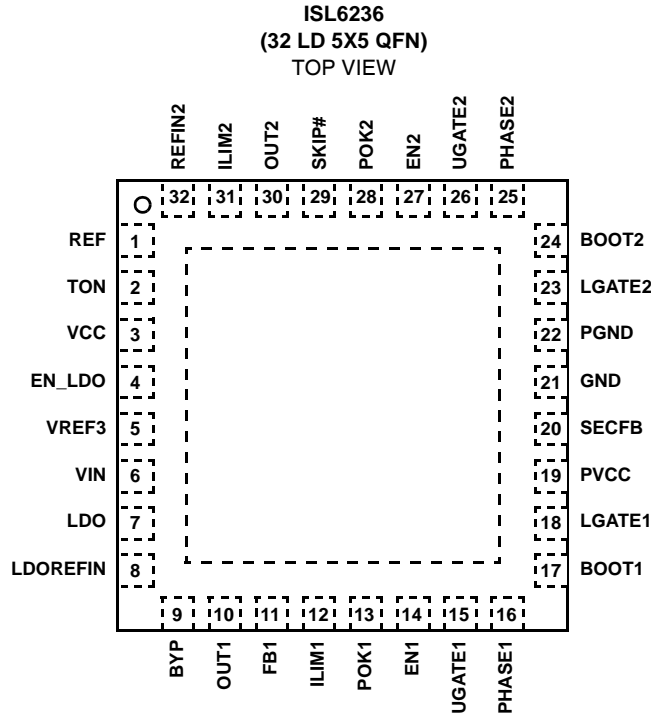 ISL6236
(32 LD 5X5 QFN)
TOP VIEW
REFIN2
ILIM2
OUT2
SKIP#
POK2
EN2
UGATE2
PHASE2
32 31 30 29 28 27 26 25
REF 1
TON 2
VCC 3
EN_LDO 4
VREF3 5
VIN 6
LDO 7
LDOREFIN 8
24 BOOT2
23 LGATE2
22 PGND
21 GND
20 SECFB
19 PVCC
18 LGATE1
17 BOOT1
9 10 11 12 13 14 15 16
BYP
OUT1
FB1
ILIM1
POK1
EN1
UGATE1
PHASE1